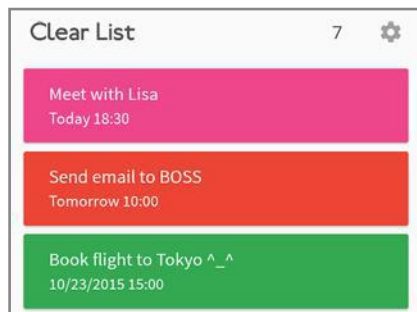 Clear List 7
Meet with Lisa
Today 18:30
Send email to BOSS
Tomorrow 10:00
Book flight to Tokyo ^_^
10/23/2015 15:00